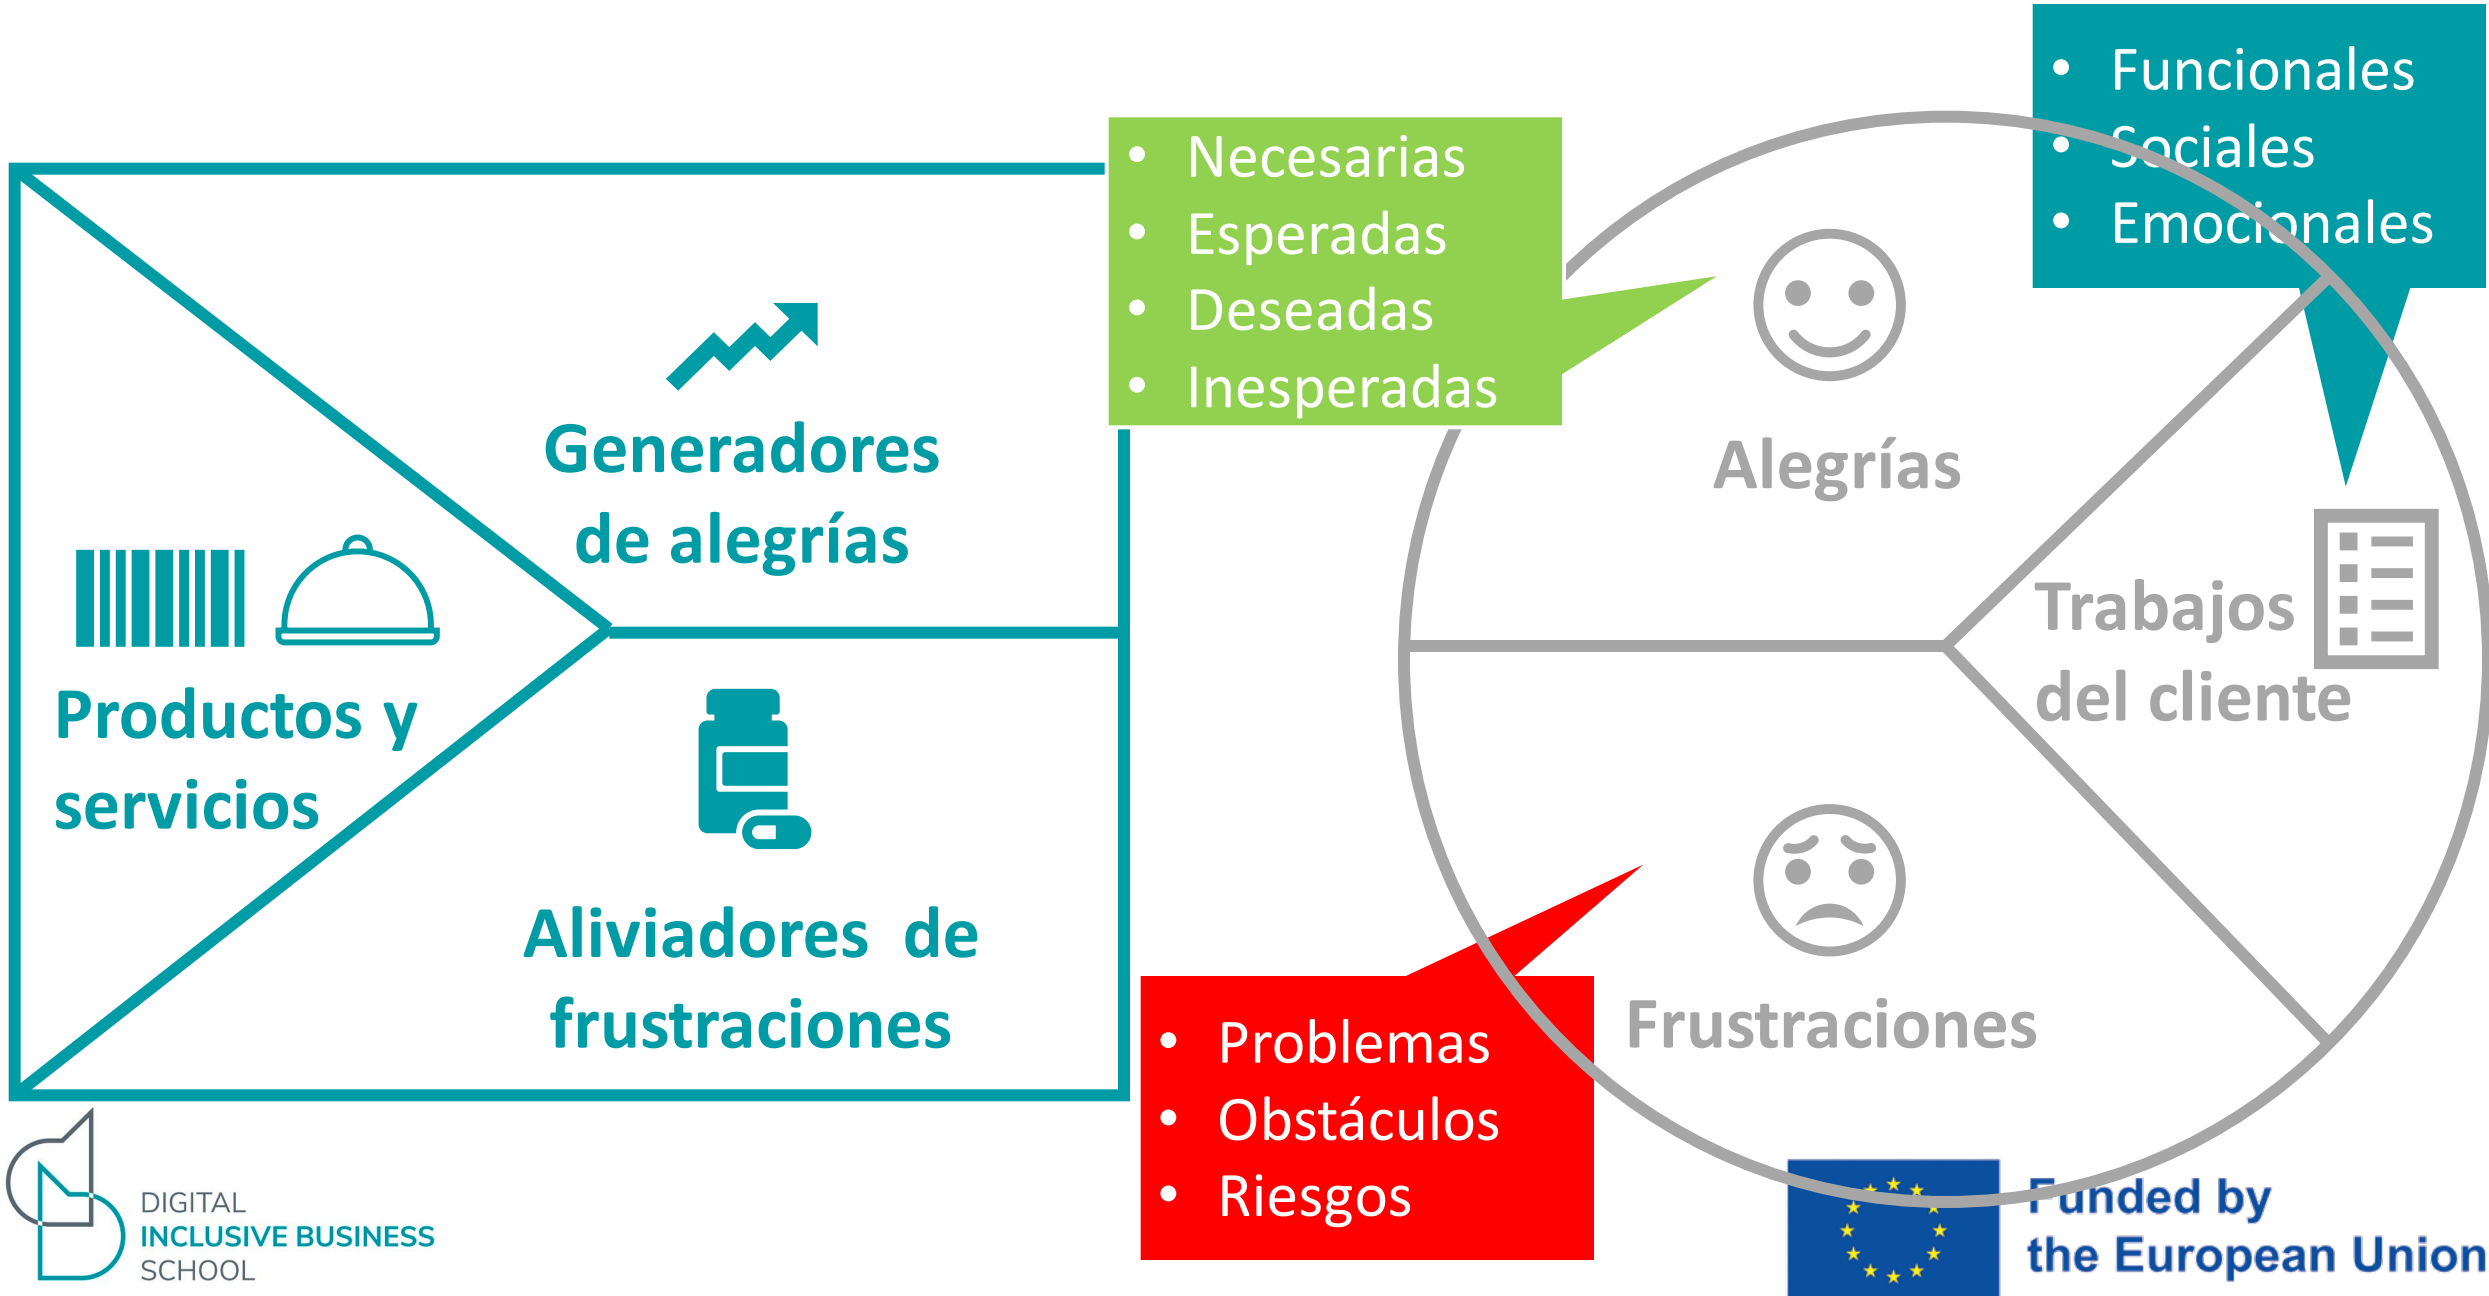 Generadores
de alegrías
Productos y
servicios
Aliviadores de
frustraciones
• Necesarias
• Esperadas
• Deseadas
• Inesperadas
• Funcionales
• Sociales
• Emocionales
Alegrías
Trabajos
del cliente
Frustraciones
• Problemas
• Obstáculos
• Riesgos
DIGITAL
INCLUSIVE BUSINESS
SCHOOL
Funded by
the European Union